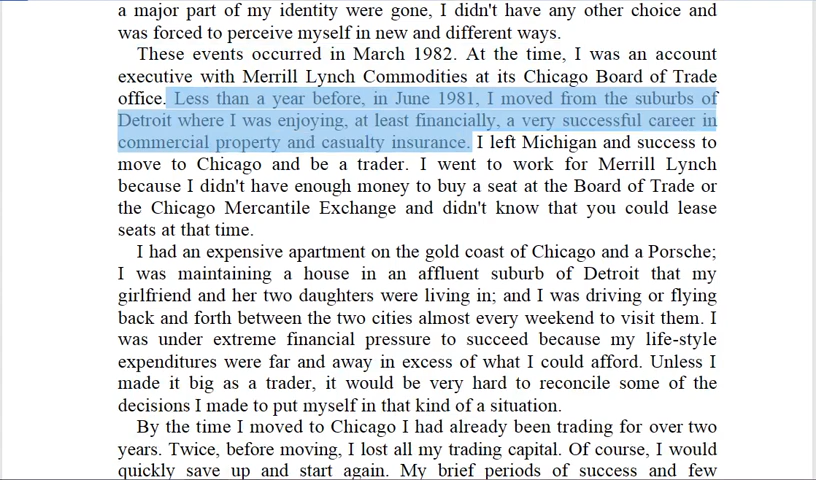 a major part of my identity were gone, I didn't have any other choice and
was forced to perceive myself in new and different ways.
These events occurred in March 1982. At the time, I was an account
executive with Merrill Lynch Commodities at its Chicago Board of Trade
office. Less than a year before, in June 1981, I moved from the suburbs of
Detroit where I was enjoying, at least financially, a very successful career in
commercial property and casualty insurance. I left Michigan and success to
move to Chicago and be a trader. I went to work for Merrill Lynch
because I didn't have enough money to buy a seat at the Board of Trade or
the Chicago Mercantile Exchange and didn't know that you could lease
seats at that time.
I had an expensive apartment on the gold coast of Chicago and a Porsche;
I was maintaining a house in an affluent suburb of Detroit that my
girlfriend and her two daughters were living in; and I was driving or flying
back and forth between the two cities almost every weekend to visit them. I
was under extreme financial pressure to succeed because my life-style
expenditures were far and away in excess of what I could afford. Unless I
made it big as a trader, it would be very hard to reconcile some of the
decisions I made to put myself in that kind of a situation.
By the time I moved to Chicago I had already been trading for over two
years. Twice, before moving, I lost all my trading capital. Of course, I would
quickly save up and start again. My brief periods of success and few